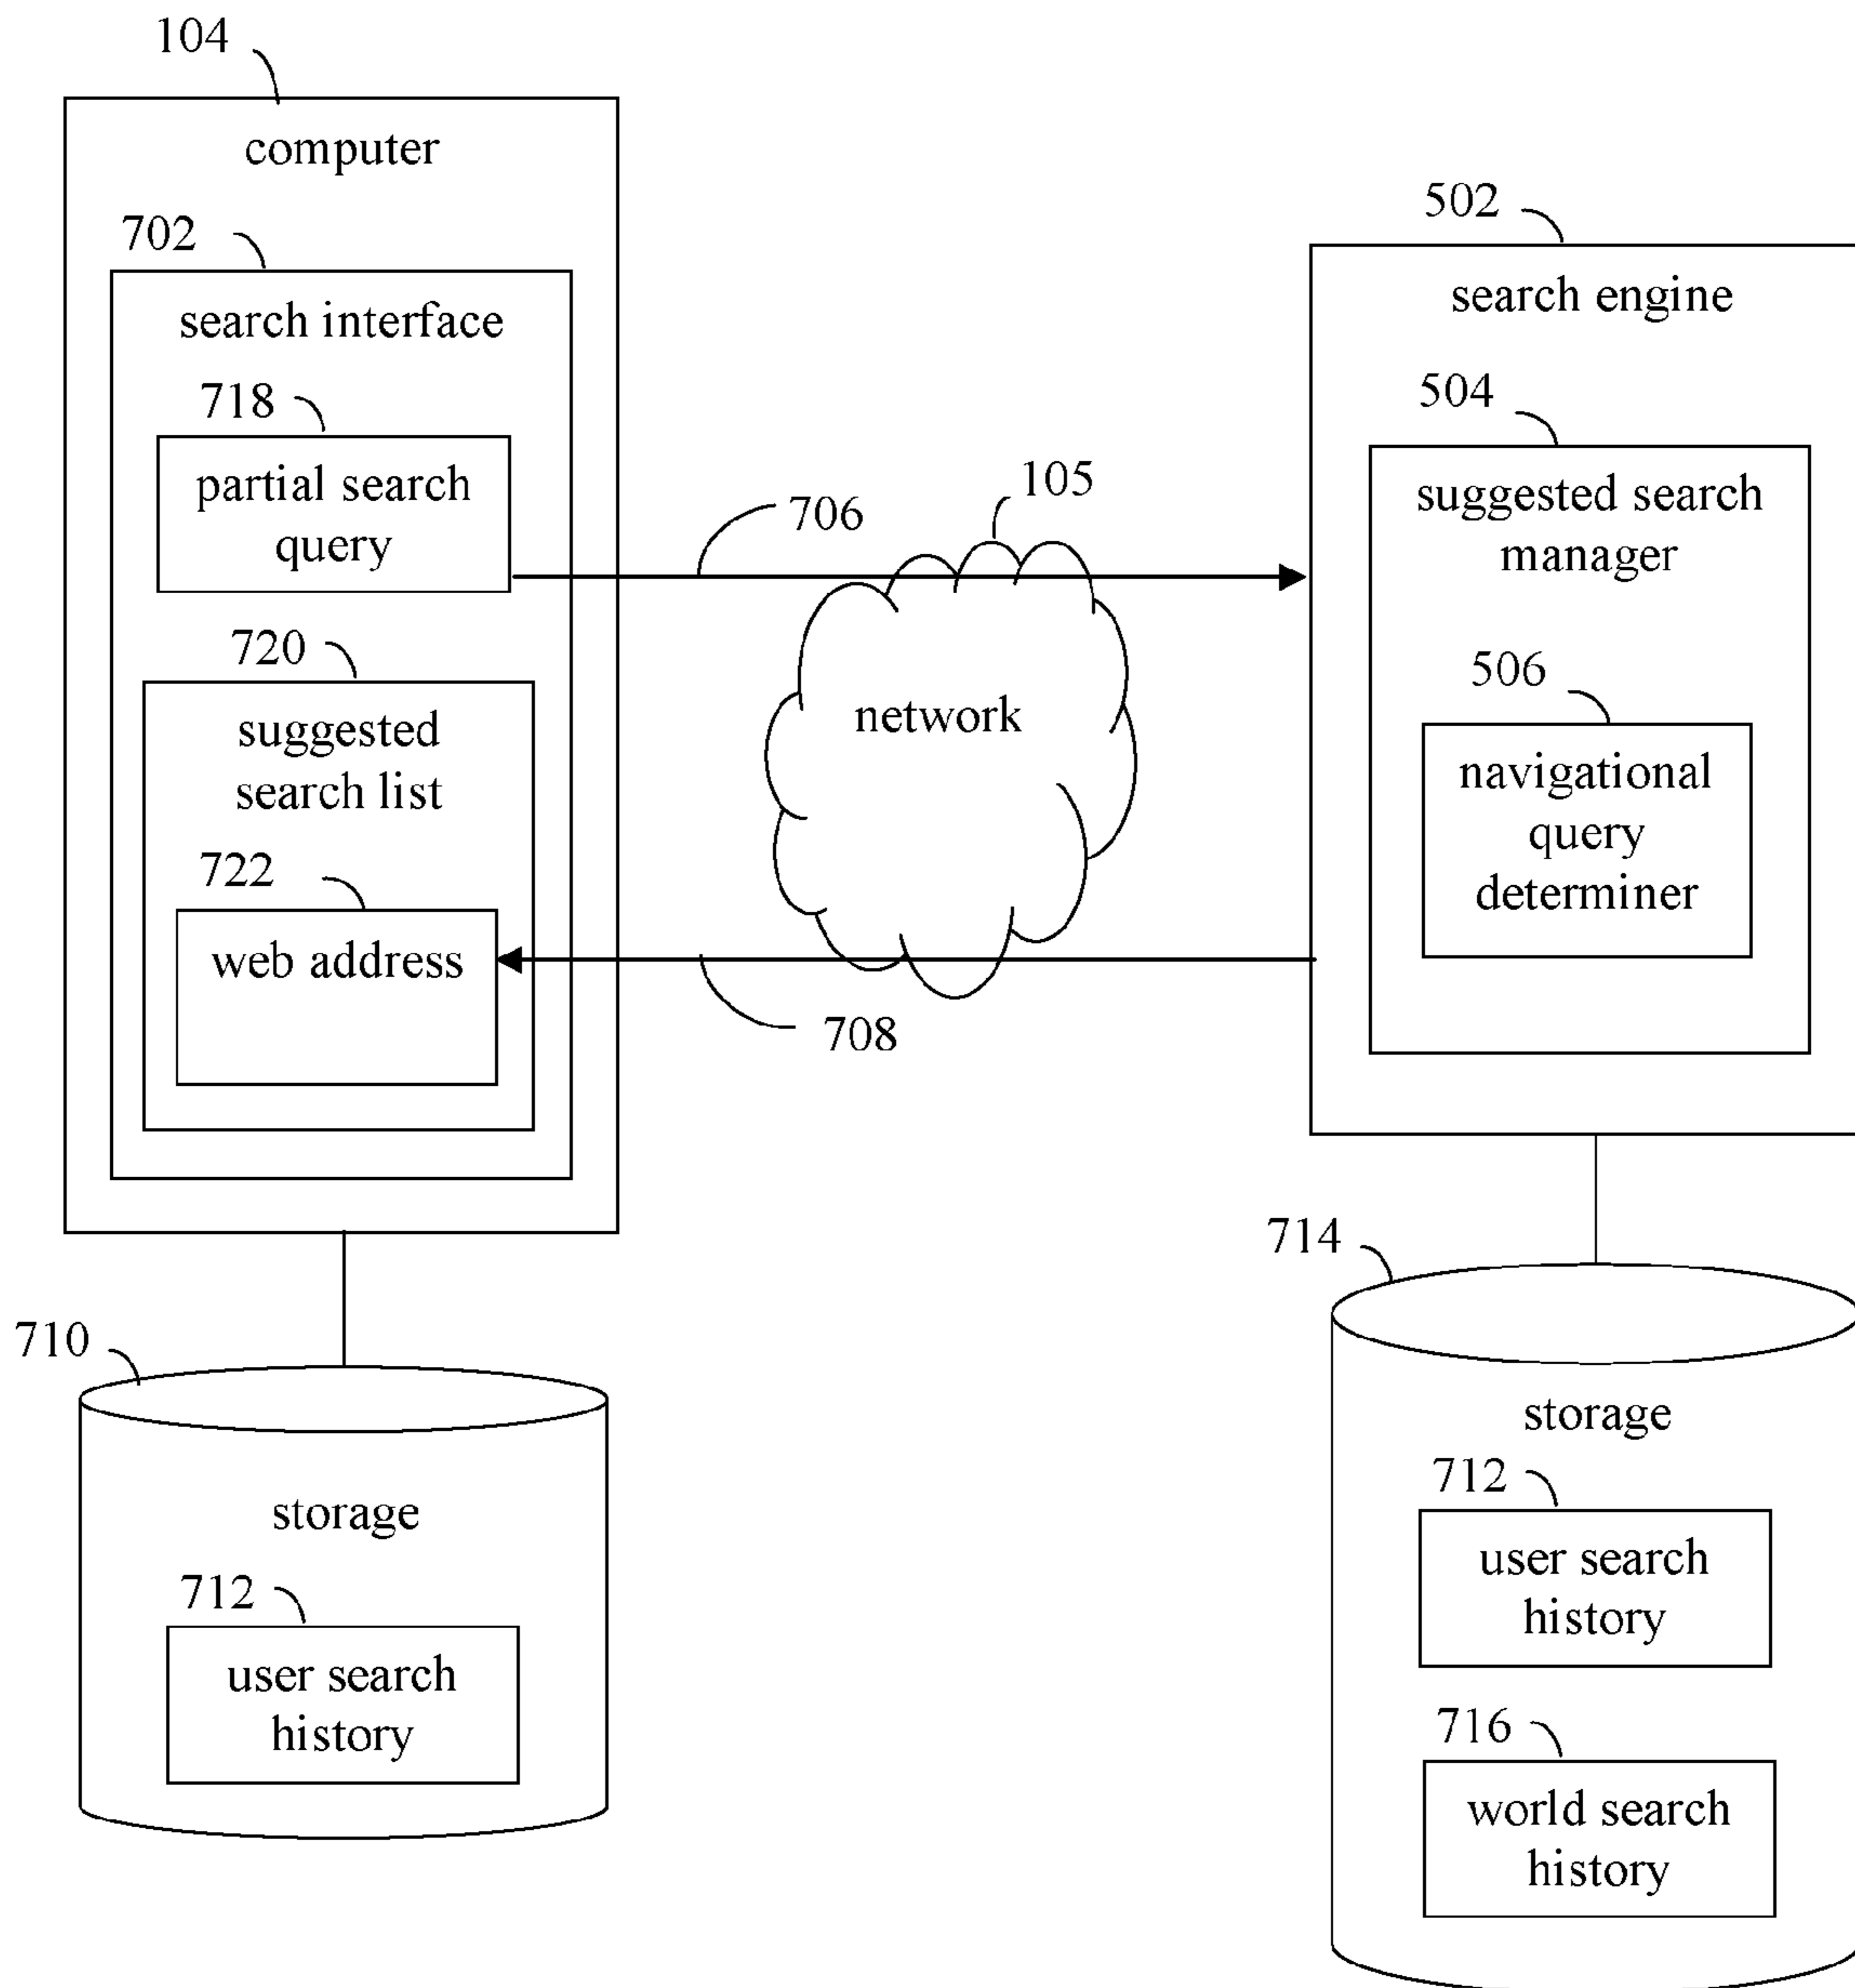 104
computer
702
search interface
718
partial search
query
720
suggested
search list
722
web address
706
105
network
708
502
search engine
504
suggested search
manager
506
navigational
query
determiner
710
storage
712
user search
history
714
storage
712
user search
history
716
world search
history